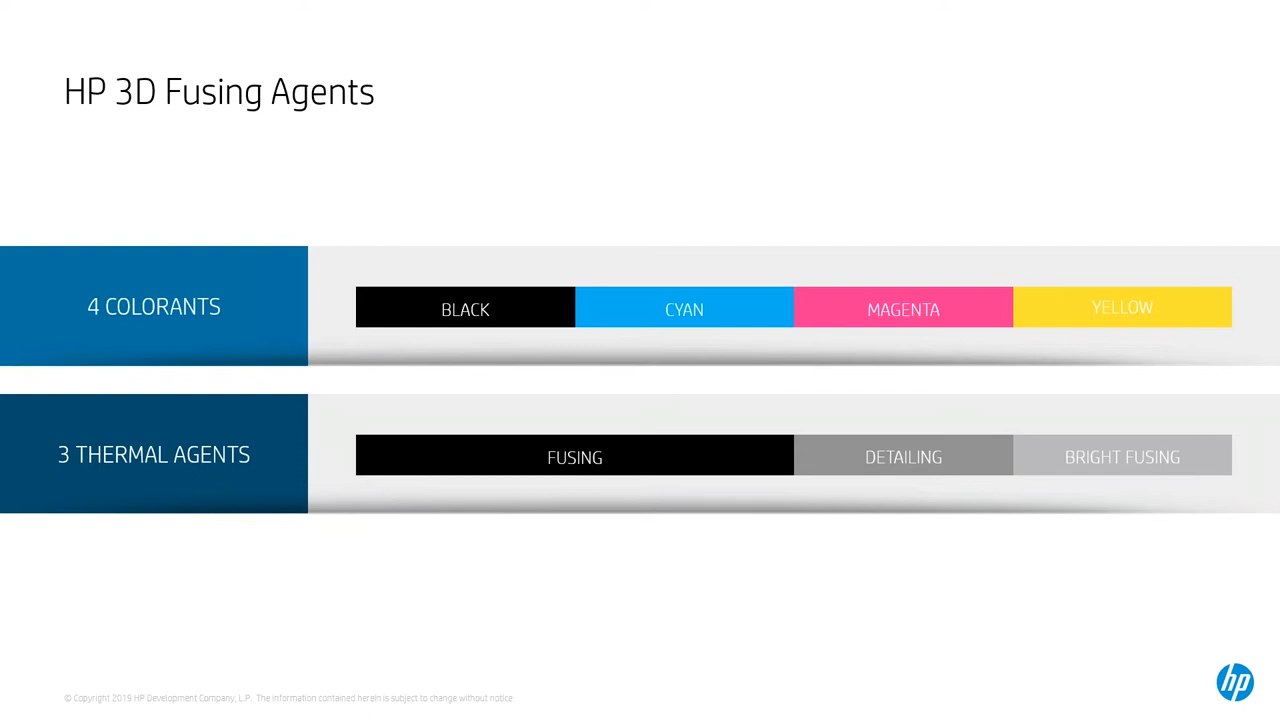 HP 3D Fusing Agents
4 COLORANTS
BLACK
CYAN
MAGENTA
YELLOW
3 THERMAL AGENTS
FUSING
DETAILING
BRIGHT FUSING
© Copyright 2019 HP Development Company, L.P. The information contained herein is subject to change without notice
hp